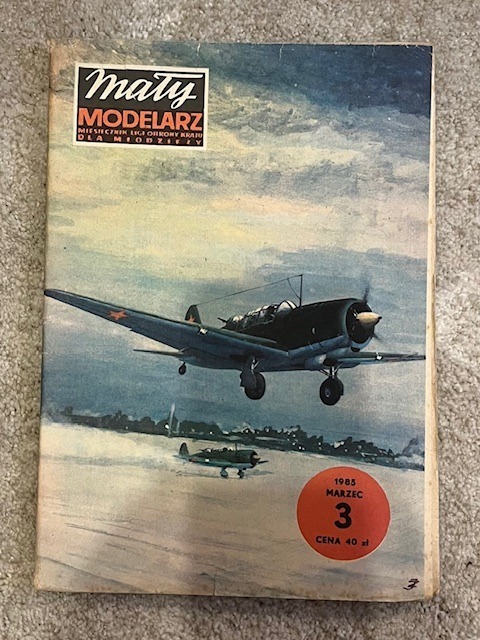 mały
MODELARZ
MIESIĘCZNIK LIGI OBRONY KRAJU
DLA MŁODZIEŻY
1985
MARZEC
3
CENA 40 zł